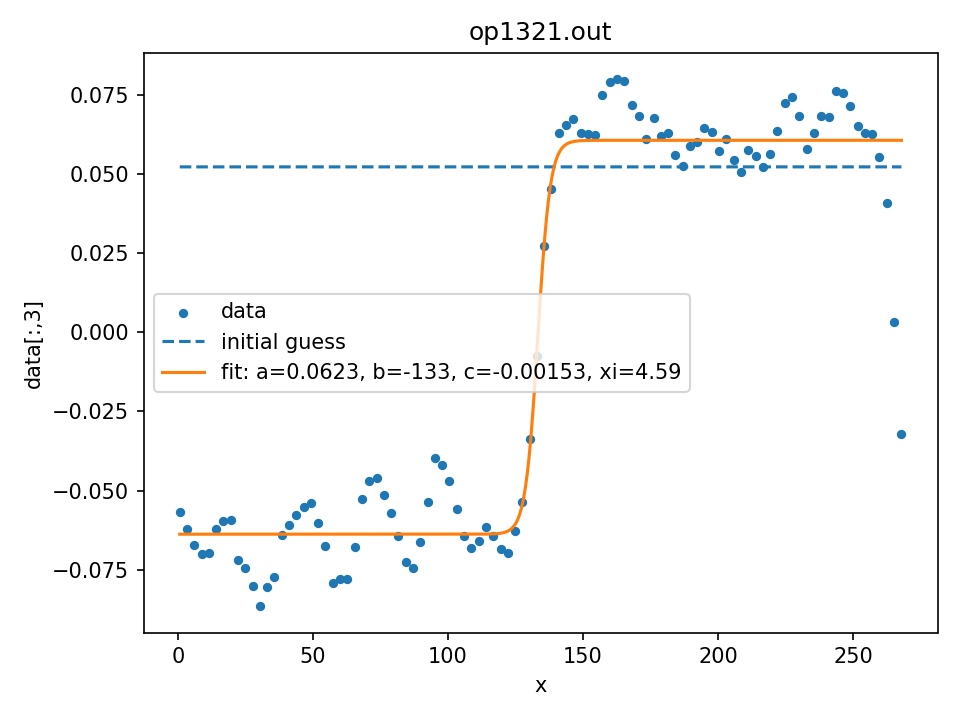 op1321.out
0.075
0.050
0.025
0.000
−0.025
−0.050
−0.075
data[:,3]
data
initial guess
fit: a=0.0623, b=-133, c=-0.00153, xi=4.59
0 50 100 150 200 250
x